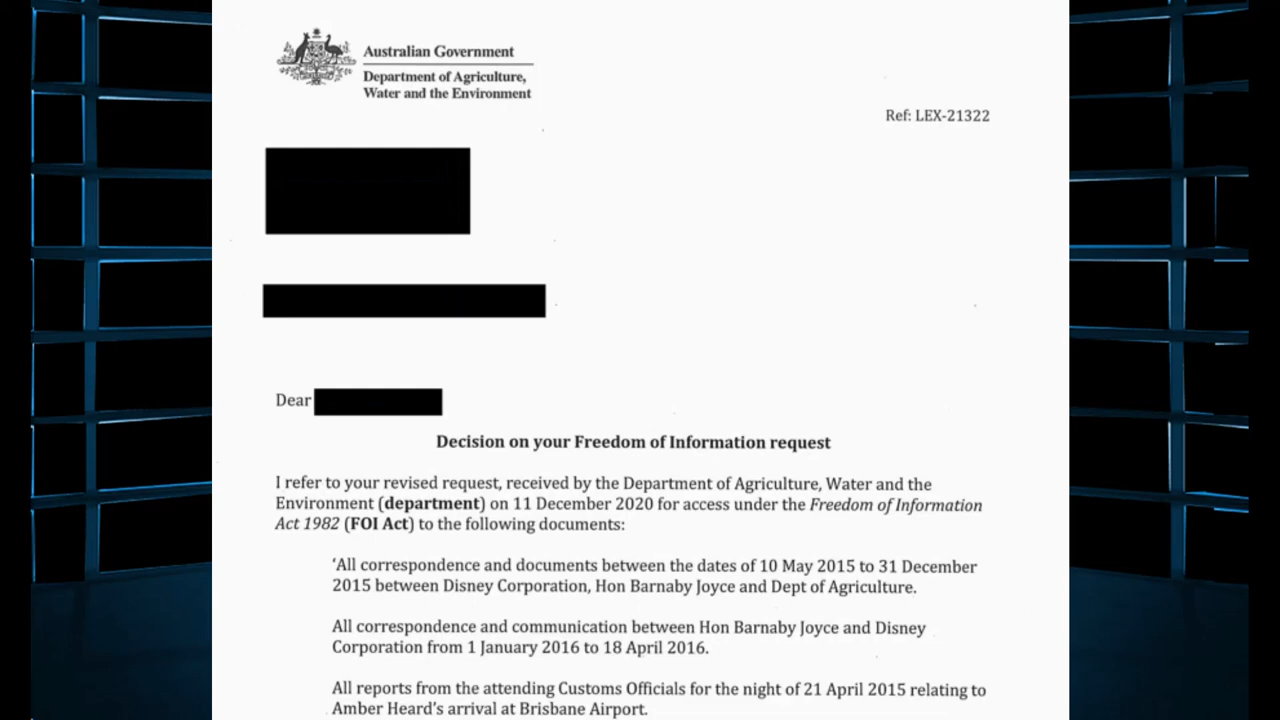 Australian Government
Department of Agriculture,
Water and the Environment
Ref: LEX-21322
Dear
Decision on your Freedom of Information request
I refer to your revised request, received by the Department of Agriculture, Water and the
Environment (department) on 11 December 2020 for access under the Freedom of Information
Act 1982 (FOI Act) to the following documents:
‘All correspondence and documents between the dates of 10 May 2015 to 31 December
2015 between Disney Corporation, Hon Barnaby Joyce and Dept of Agriculture.
All correspondence and communication between Hon Barnaby Joyce and Disney
Corporation from 1 January 2016 to 18 April 2016.
All reports from the attending Customs Officials for the night of 21 April 2015 relating to
Amber Heard's arrival at Brisbane Airport.